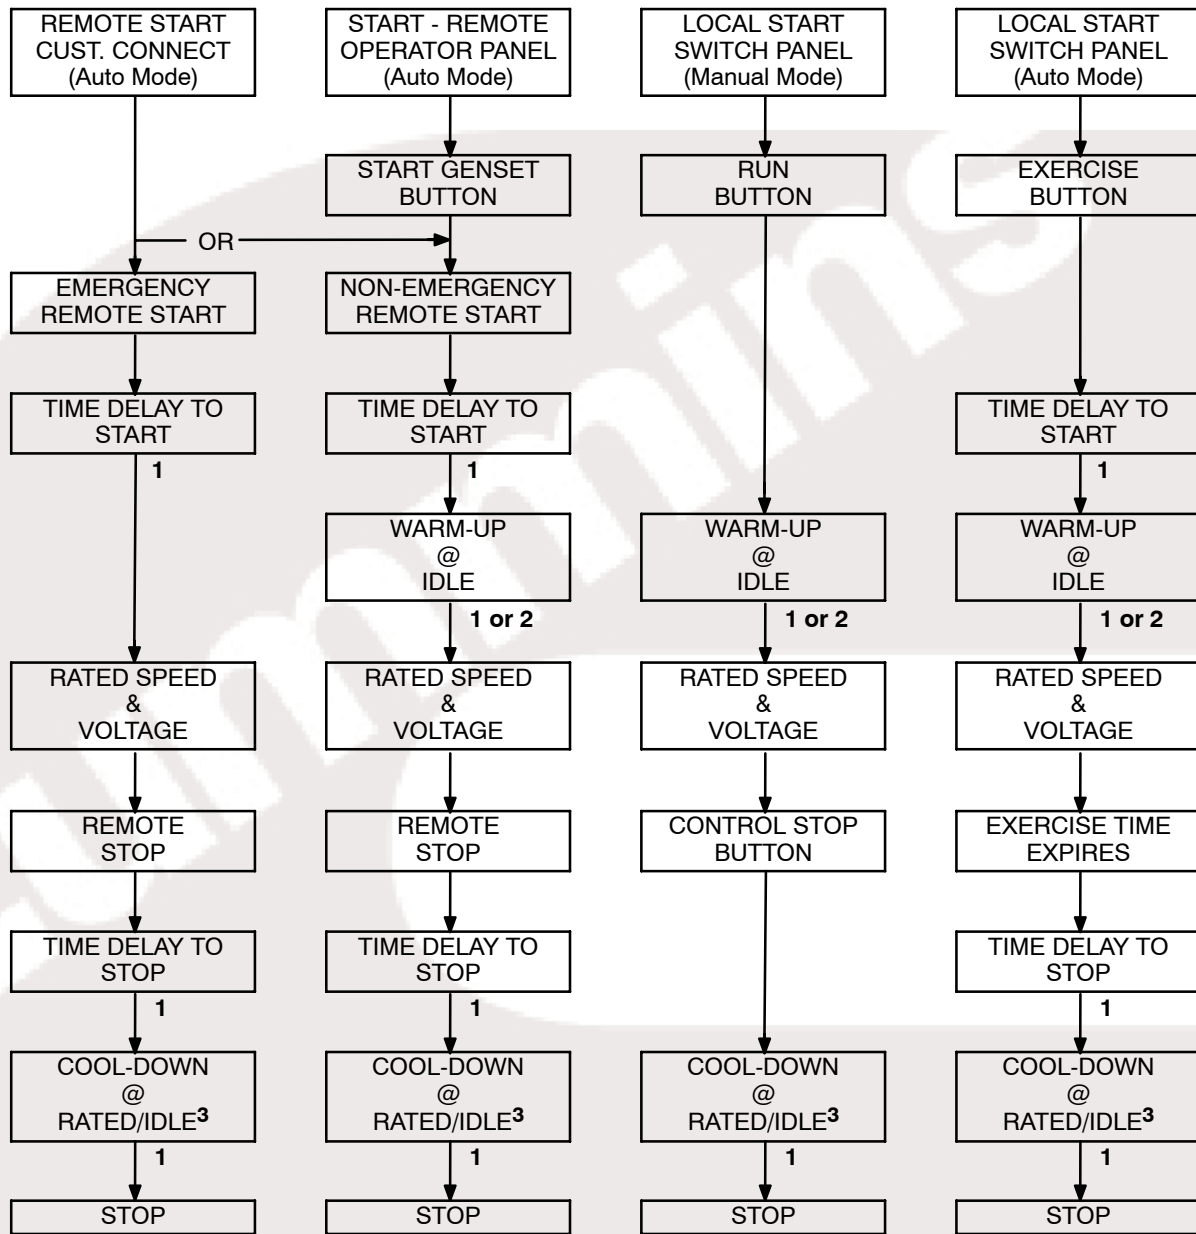 REMOTE START
CUST. CONNECT
(Auto Mode)
START - REMOTE
OPERATOR PANEL
(Auto Mode)
LOCAL START
SWITCH PANEL
(Manual Mode)
LOCAL START
SWITCH PANEL
(Auto Mode)
START GENSET
BUTTON
RUN
BUTTON
EXERCISE
BUTTON
OR
EMERGENCY
REMOTE START
NON-EMERGENCY
REMOTE START
TIME DELAY TO
START
1
TIME DELAY TO
START
1
TIME DELAY TO
START
1
WARM-UP
@
IDLE
1 or 2
WARM-UP
@
IDLE
1 or 2
WARM-UP
@
IDLE
1 or 2
RATED SPEED
&
VOLTAGE
RATED SPEED
&
VOLTAGE
RATED SPEED
&
VOLTAGE
RATED SPEED
&
VOLTAGE
REMOTE
STOP
REMOTE
STOP
CONTROL STOP
BUTTON
EXERCISE TIME
EXPIRES
TIME DELAY TO
STOP
1
TIME DELAY TO
STOP
1
TIME DELAY TO
STOP
1
COOL-DOWN
@
RATED/IDLE3
1
COOL-DOWN
@
RATED/IDLE3
1
COOL-DOWN
@
RATED/IDLE3
1
COOL-DOWN
@
RATED/IDLE3
1
STOP
STOP
STOP
STOP
cummins